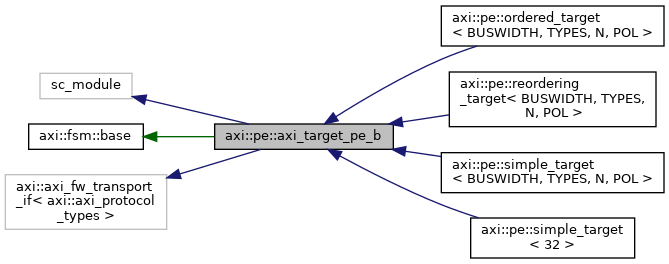 sc_module
axi::fsm::base
axi::axi_fw_transport
_if< axi::axi_protocol
_types >
axi::pe::axi_target_pe_b
axi::pe::ordered_target
< BUSWIDTH, TYPES, N, POL >
axi::pe::reordering
_target< BUSWIDTH, TYPES,
N, POL >
axi::pe::simple_target
< BUSWIDTH, TYPES, N, POL >
axi::pe::simple_target
< 32 >